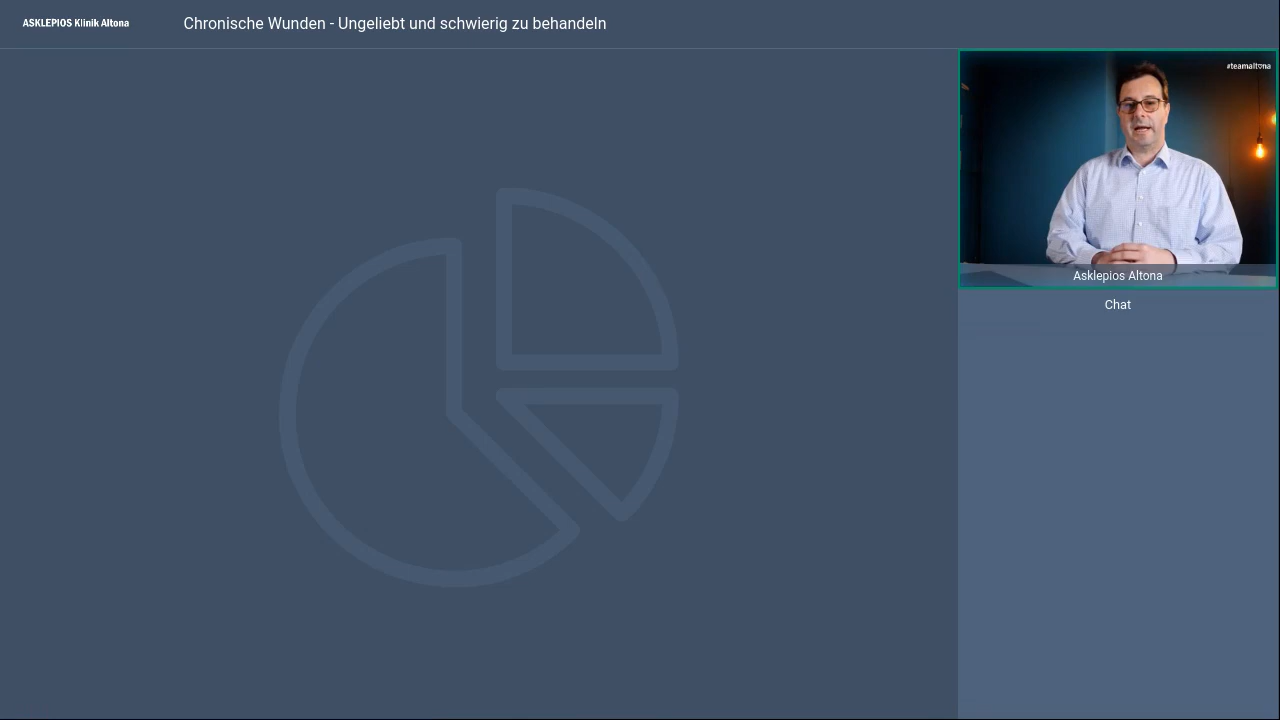 ASKLEPIOS Klinik Altona
Chronische Wunden - Ungeliebt und schwierig zu behandeln
#teamaltona
Asklepios Altona
Chat